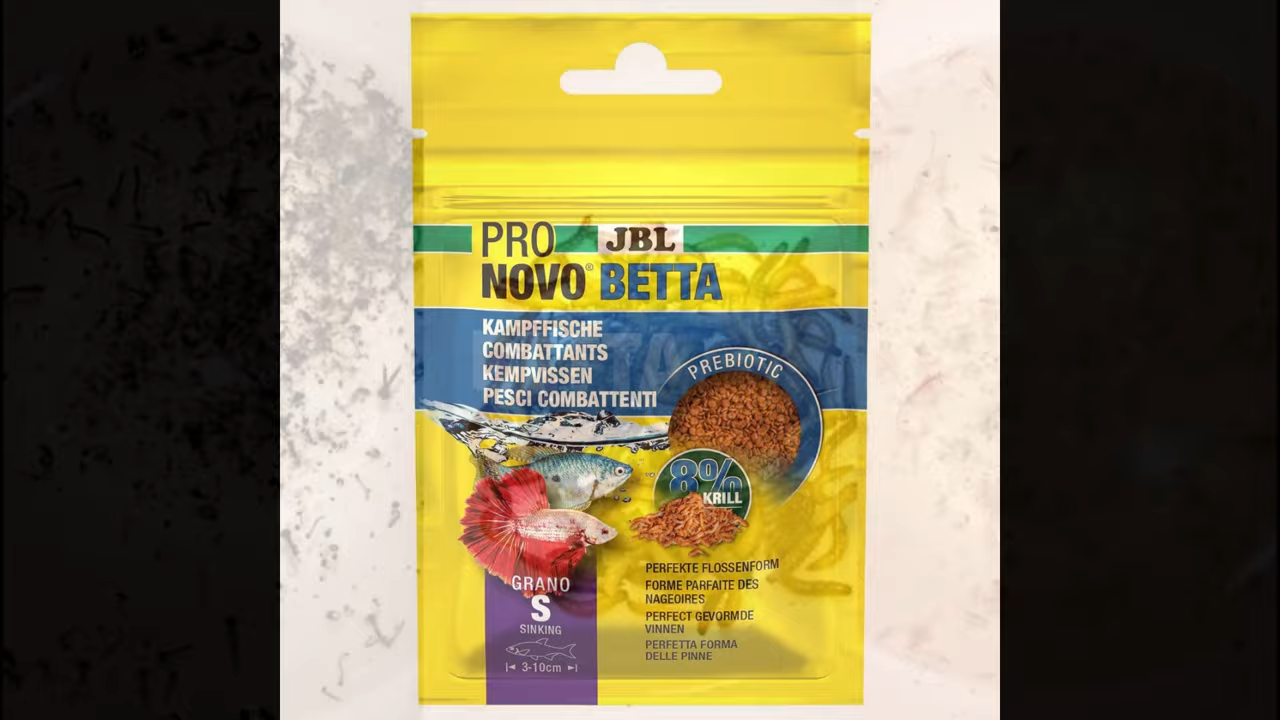 PRO JBL
NOVO® BETTA
KAMPFFISCHE
COMBATTANTS
KEMPVISSEN
PESCI COMBATTENTI
PREBIOTIC
8%
KRILL
GRANO
S
SINKING
3-10cm
PERFEKTE FLOSSENFORM
FORME PARFAITE DES
NAGEOIRES
PERFECT GEVORMDE
VINNEN
PERFETTA FORMA
DELLE PINNE